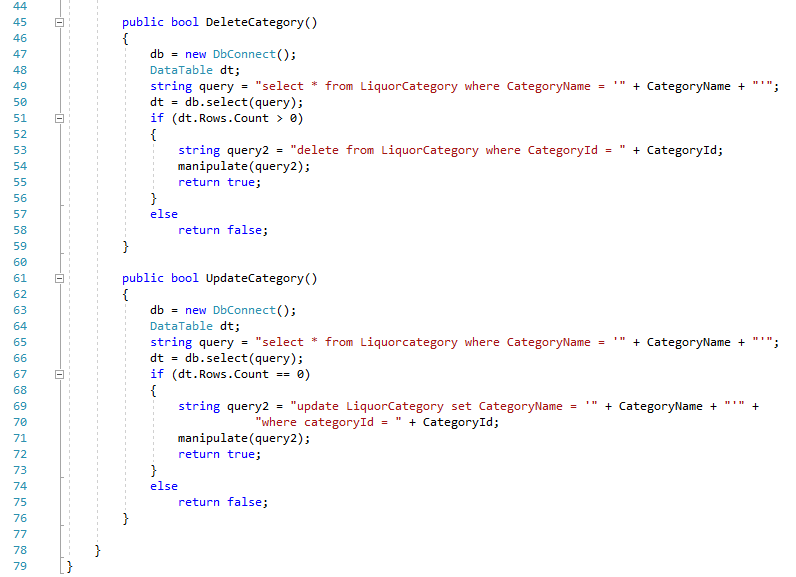 44
45 public bool DeleteCategory()
46 {
47 db = new DbConnect();
48 DataTable dt;
49 string query = "select * from LiquorCategory where CategoryName = '" + CategoryName + "'";
50 dt = db.select(query);
51 if (dt.Rows.Count > 0)
52 {
53 string query2 = "delete from LiquorCategory where CategoryId = " + CategoryId;
54 manipulate(query2);
55 return true;
56 }
57 else
58 return false;
59 }
60
61 public bool UpdateCategory()
62 {
63 db = new DbConnect();
64 DataTable dt;
65 string query = "select * from Liquorcategory where CategoryName = '" + CategoryName + "'";
66 dt = db.select(query);
67 if (dt.Rows.Count == 0)
68 {
69 string query2 = "update LiquorCategory set CategoryName = '" + CategoryName + "'" +
70 "where categoryId = " + CategoryId;
71 manipulate(query2);
72 return true;
73 }
74 else
75 return false;
76 }
77
78 }
79 }